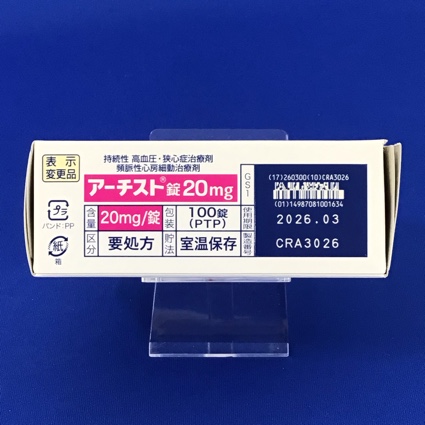 表示
変更品
持続性 高血圧・狭心症治療剤
頻脈性心房細動治療剤
アーチスト®錠20mg
含量 20mg/錠 包装 100錠(PTP)
区分 要処方 貯法 室温保存
プラ
バンド:PP
紙
箱
GS1
(17)260300(10)CRA3026
(01)14987081001634
使用期限 2026.03
製造番号 CRA3026